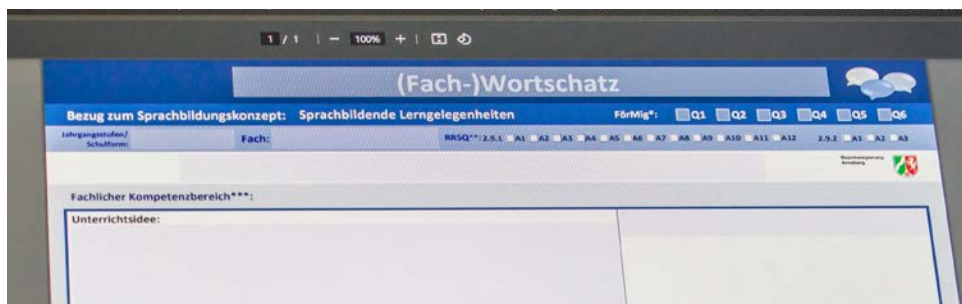 1 / 1 | − 100% + |
(Fach-)Wortschatz
Bezug zum Sprachbildungskonzept: Sprachbildende Lerngelegenheiten FörMig*: Q1 Q2 Q3 Q4 Q5 Q6
Jahrgangsstufen/ Schulform: Fach: RRSQ**: 2.9.1 A1 A2 A3 A4 A5 A6 A7 A8 A9 A10 A11 A12 2.9.2 A1 A2 A3
Bezirksregierung
Arnsberg
Fachlicher Kompetenzbereich***:
Unterrichtsidee: